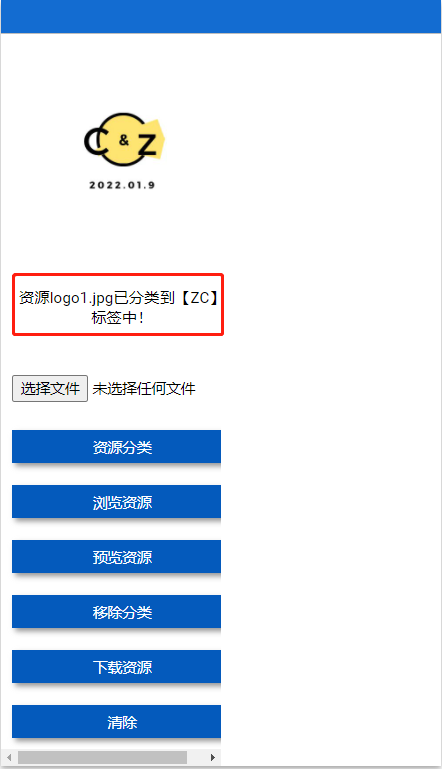 C & Z
2022.01.9
资源logo1.jpg已分类到【ZC】
标签中!
选择文件 未选择任何文件
资源分类
浏览资源
预览资源
移除分类
下载资源
清除